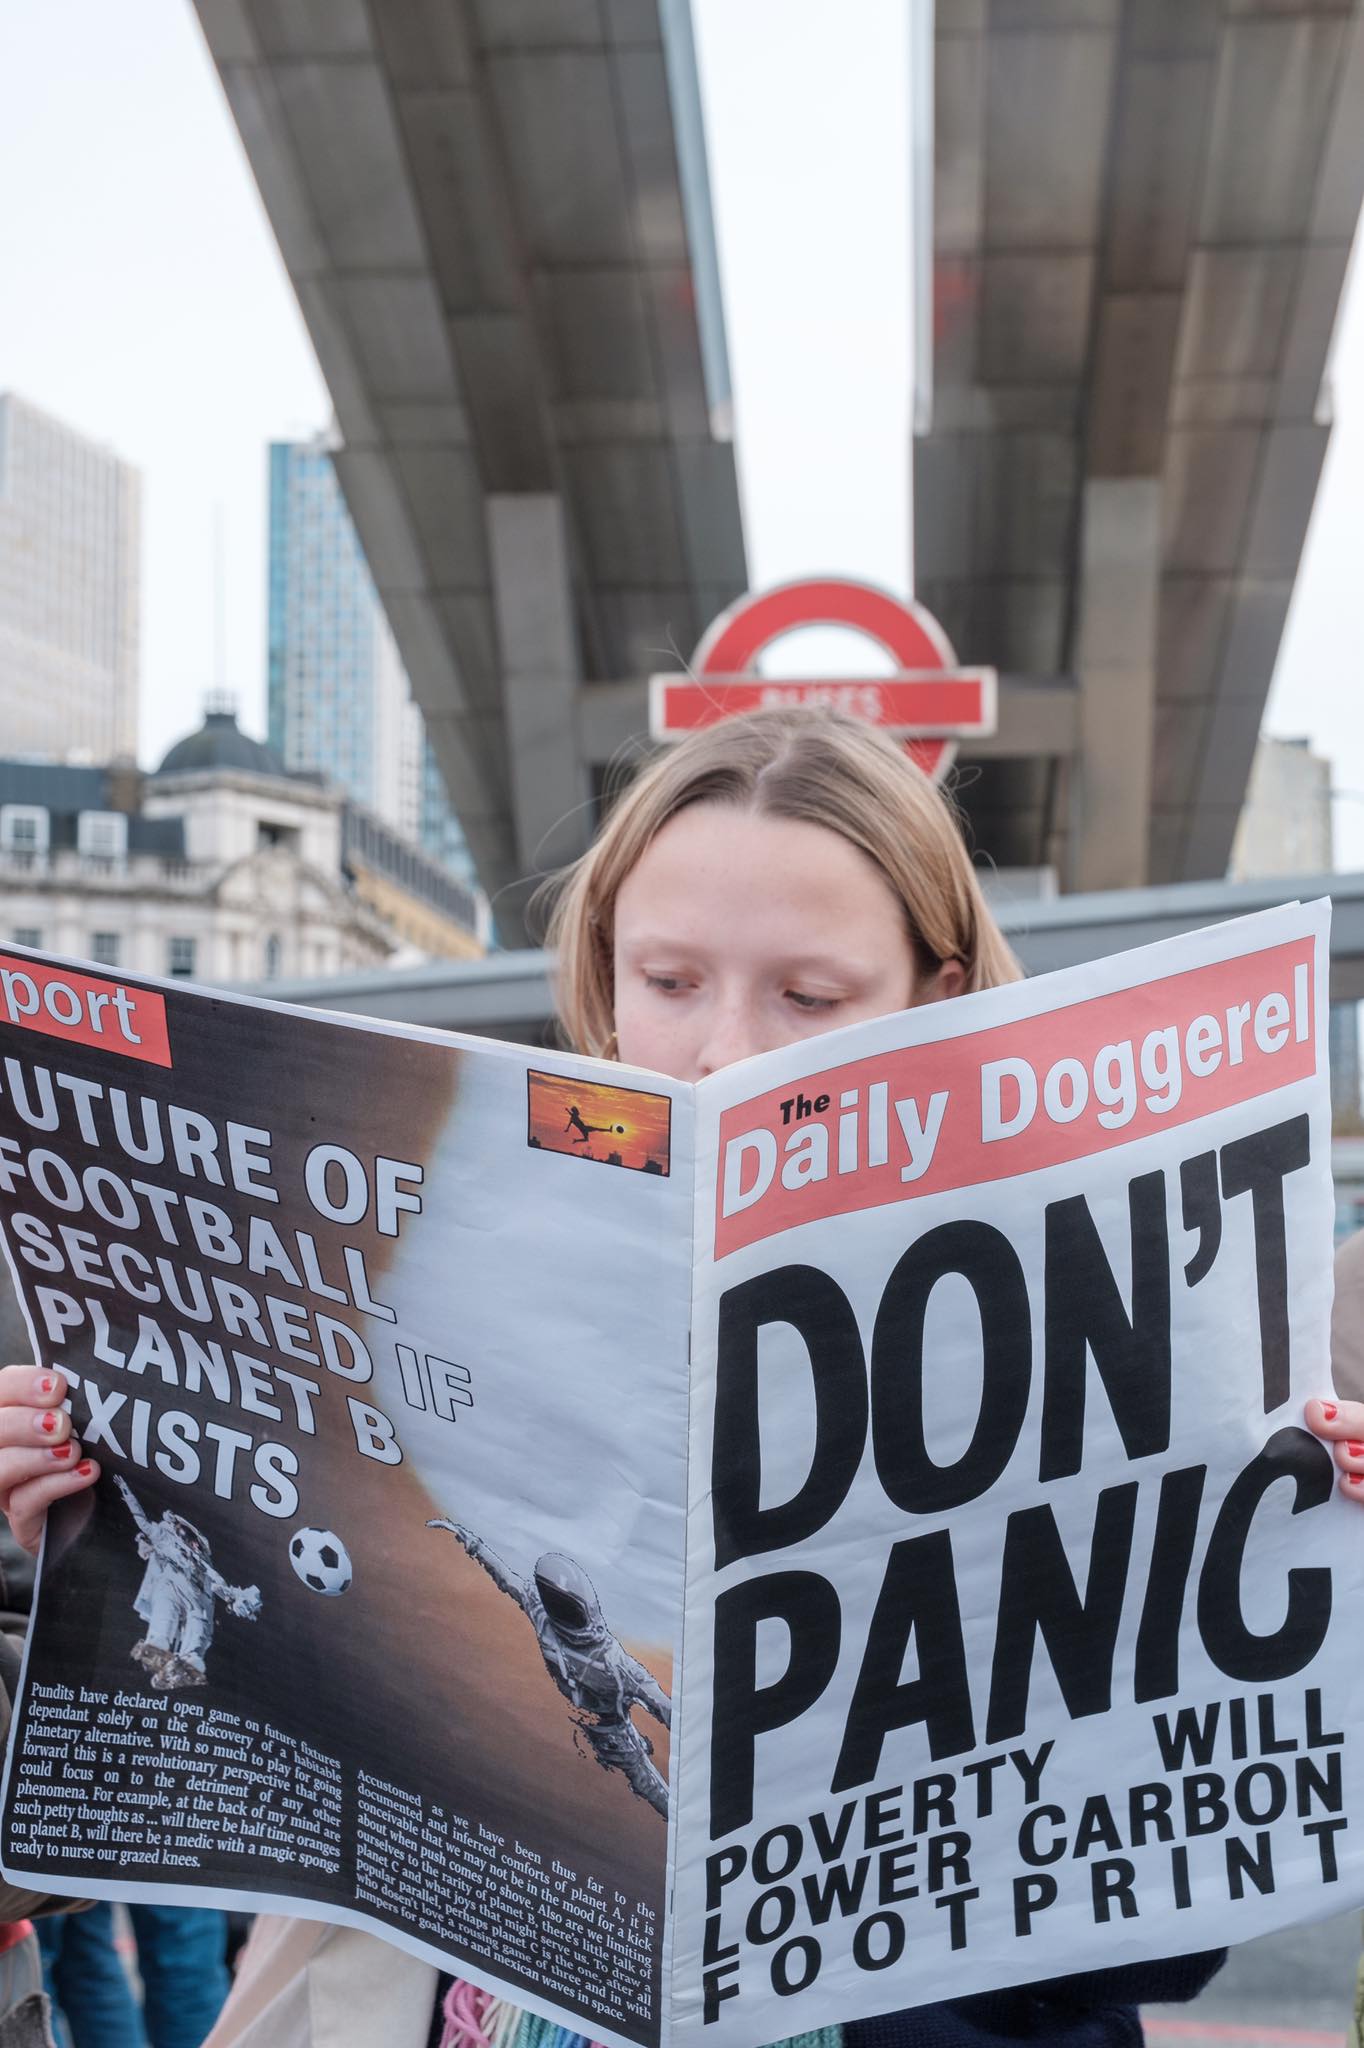 BUSES
port
FUTURE OF
FOOTBALL
SECURED IF
PLANET B
EXISTS
Pundits have declared open game on future fixtures
dependant solely on the discovery of a habitable
planetary alternative. With so much to play for going
forward this is a revolutionary perspective that one
could focus on to the detriment of any other
phenomena. For example, at the back of my mind are
such petty thoughts as ... will there be half time oranges
on planet B, will there be a medic with a magic sponge
ready to nurse our grazed knees.
Accustomed as we have been thus far to the
documented and inferred comforts of planet A, it is
conceivable that we may not be in the mood for a kick
about when push comes to shove. Also are we limiting
ourselves to the rarity of planet B, there's little talk of
planet C and what joys that might serve us. To draw a
popular parallel, perhaps planet C is the one, after all
who dosen't love a rousing game of three and in with
jumpers for goalposts and mexican waves in space.
The
Daily Doggerel
DON'T
PANIC
POVERTY WILL
LOWER CARBON
FOOTPRINT